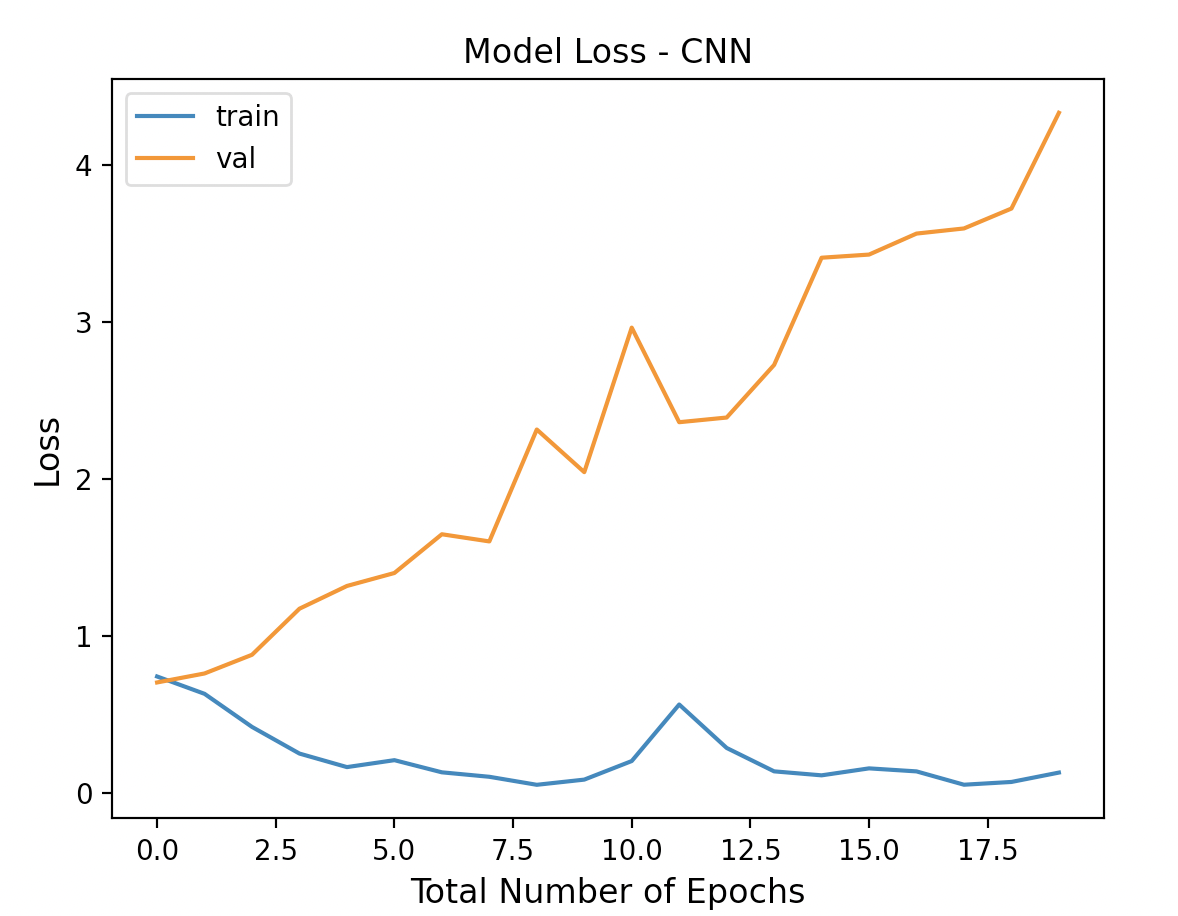 Model Loss - CNN
train
val
4
3
2
1
0
Loss
0.0 2.5 5.0 7.5 10.0 12.5 15.0 17.5
Total Number of Epochs